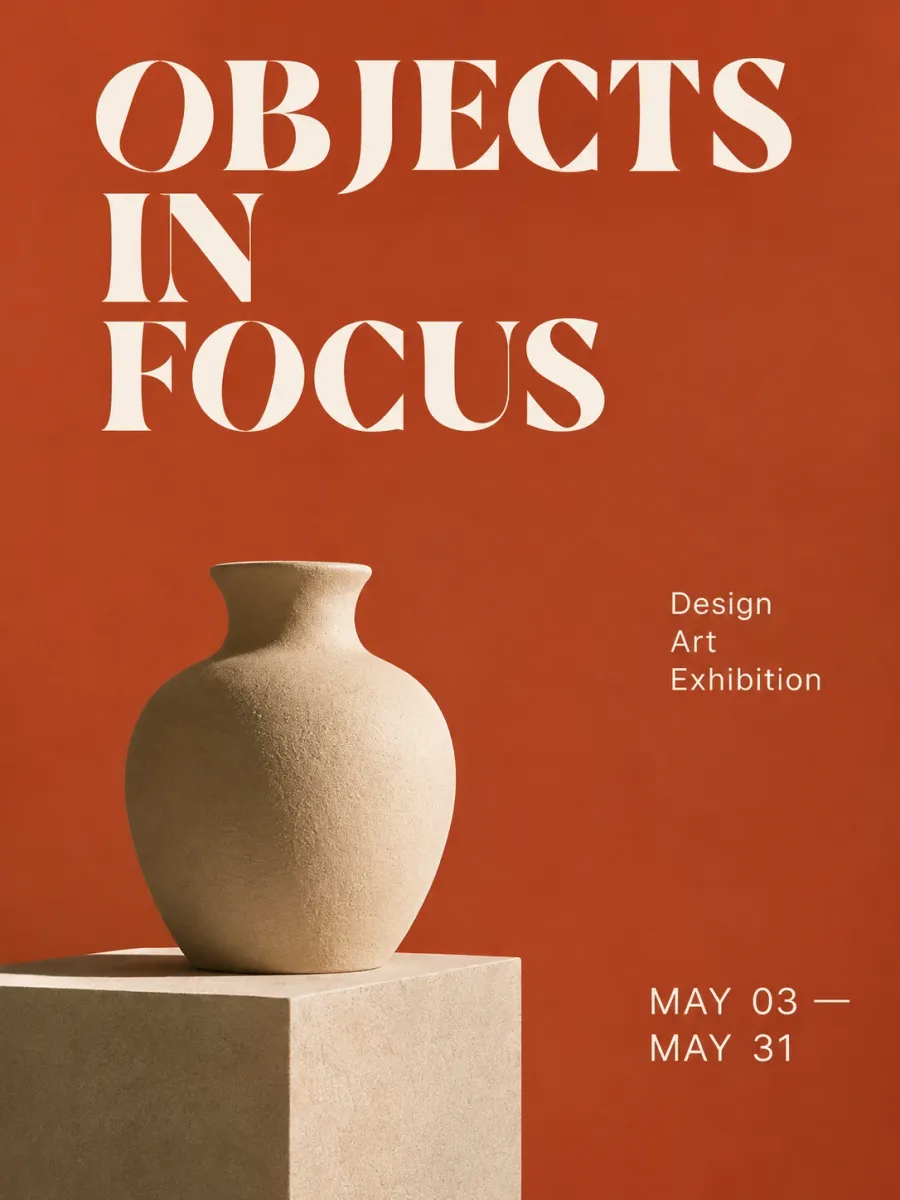 OBJECTS
IN
FOCUS
Design
Art
Exhibition
MAY 03 —
MAY 31